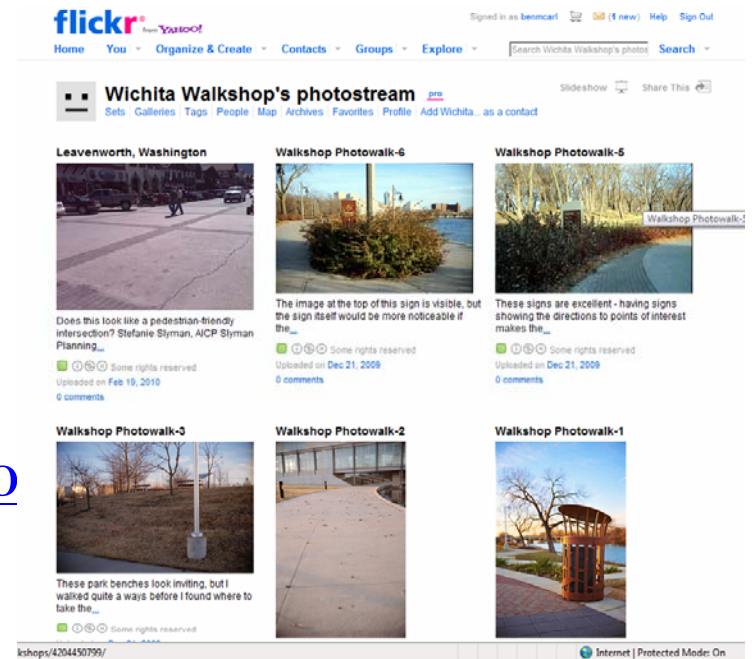 flickr from YAHOO!
Signed in as benmcarl (1 new) Help Sign Out
Home You Organize & Create Contacts Groups Explore Search Wichita Walkshop's photos Search
Wichita Walkshop's photostream pro
Slideshow Share This
Sets Galleries Tags People Map Archives Favorites Profile Add Wichita... as a contact
Leavenworth, Washington
Does this look like a pedestrian-friendly
intersection? Stefanie Slyman, AICP Slyman
Planning...
Some rights reserved
Uploaded on Feb 19, 2010
0 comments
Walkshop Photowalk-6
The image at the top of this sign is visible, but
the sign itself would be more noticeable if
the...
Some rights reserved
Uploaded on Dec 21, 2009
0 comments
Walkshop Photowalk-5
Walkshop Photowalk-5
These signs are excellent - having signs
showing the directions to points of interest
makes the...
Some rights reserved
Uploaded on Dec 21, 2009
0 comments
Walkshop Photowalk-3
These park benches look inviting, but I
walked quite a ways before I found where to
take the...
Some rights reserved
Walkshop Photowalk-2
Walkshop Photowalk-1
o
kshops/4204450799/
Internet | Protected Mode: On